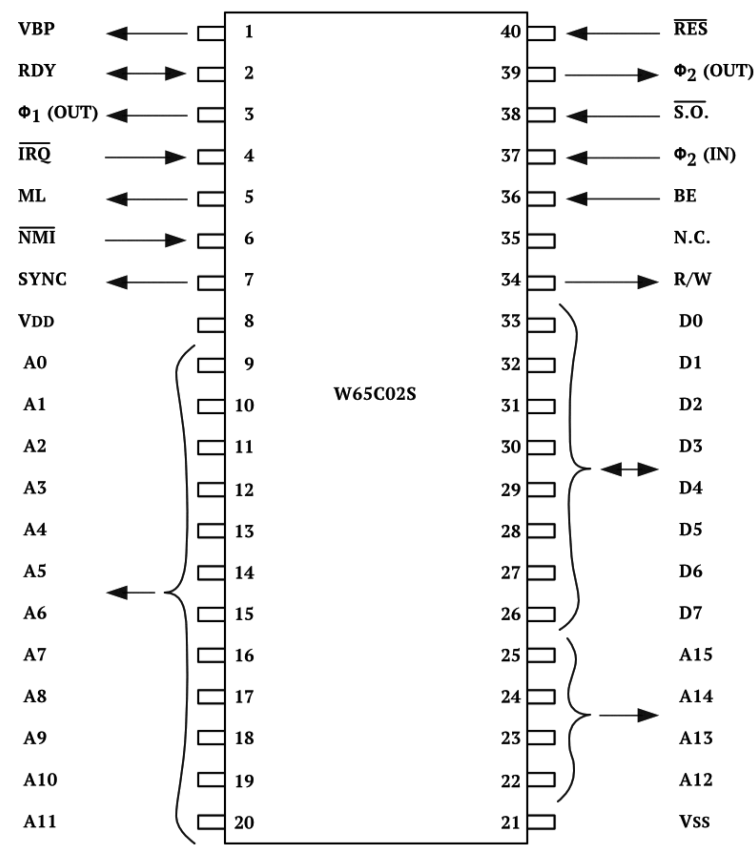 VBP 1 40 R̅E̅S̅
RDY 2 39 Φ2 (OUT)
Φ1 (OUT) 3 38 S̅.̅O̅.
I̅R̅Q̅ 4 37 Φ2 (IN)
ML 5 36 BE
N̅M̅I̅ 6 35 N.C.
SYNC 7 34 R/W
VDD 8 33 D0
A0 9 32 D1
W65C02S
A1 10 31 D2
A2 11 30 D3
A3 12 29 D4
A4 13 28 D5
A5 14 27 D6
A6 15 26 D7
A7 16 25 A15
A8 17 24 A14
A9 18 23 A13
A10 19 22 A12
A11 20 21 VSS